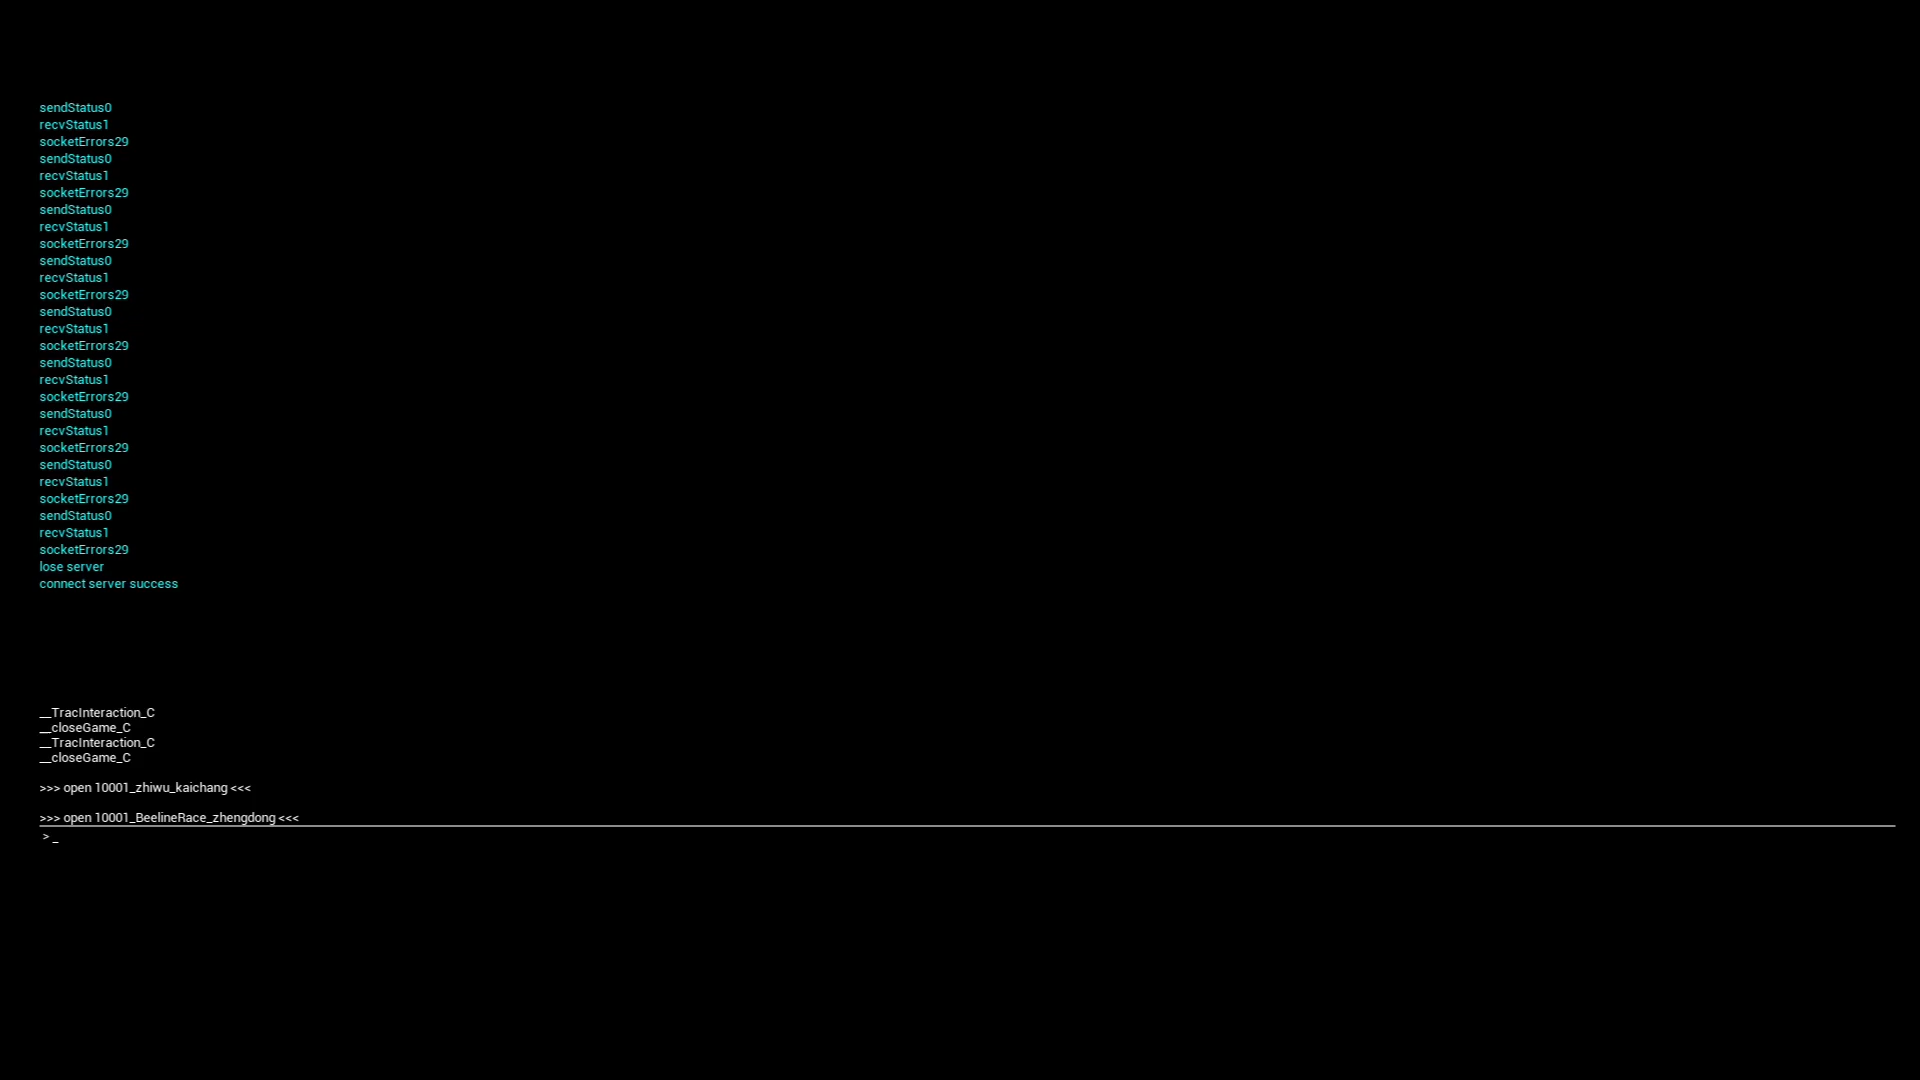 sendStatus0
recvStatus1
socketErrors29
sendStatus0
recvStatus1
socketErrors29
sendStatus0
recvStatus1
socketErrors29
sendStatus0
recvStatus1
socketErrors29
sendStatus0
recvStatus1
socketErrors29
sendStatus0
recvStatus1
socketErrors29
sendStatus0
recvStatus1
socketErrors29
sendStatus0
recvStatus1
socketErrors29
sendStatus0
recvStatus1
socketErrors29
lose server
connect server success
__TracInteraction_C
__closeGame_C
__TracInteraction_C
__closeGame_C
>>> open 10001_zhiwu_kaichang <<<
>>> open 10001_BeelineRace_zhengdong <<<
> _